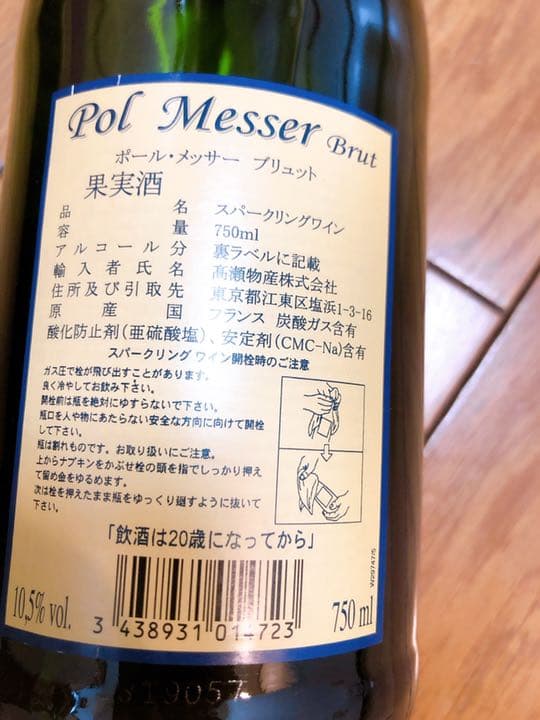 Pol Messer Brut
ポール・メッサー ブリュット
果実酒
品 名 スパークリングワイン
容 量 750ml
アルコール分 裏ラベルに記載
輸入者氏名 髙瀬物産株式会社
住所及び引取先 東京都江東区塩浜1-3-16
原 産 国 フランス 炭酸ガス含有
酸化防止剤(亜硫酸塩)、安定剤(CMC-Na)含有
スパークリング ワイン開栓時のご注意
ガス圧で栓が飛び出すことがあります。
良く冷やしてお飲み下さい。
開栓前は瓶を絶対にゆすらないで下さい。
瓶口を人や物にあたらない安全な方向に向けて開栓
して下さい。
瓶は割れものです。お取り扱いにご注意。
上からナプキンをかぶせ栓の頭を指でしっかり押え
て留め金をゆるめます。
次は栓を押えたまま瓶をゆっくり廻すように抜いて
下さい。
「飲酒は20歳になってから」
W29747/5
10,5% vol.
3 438931 014723
750 ml
819057